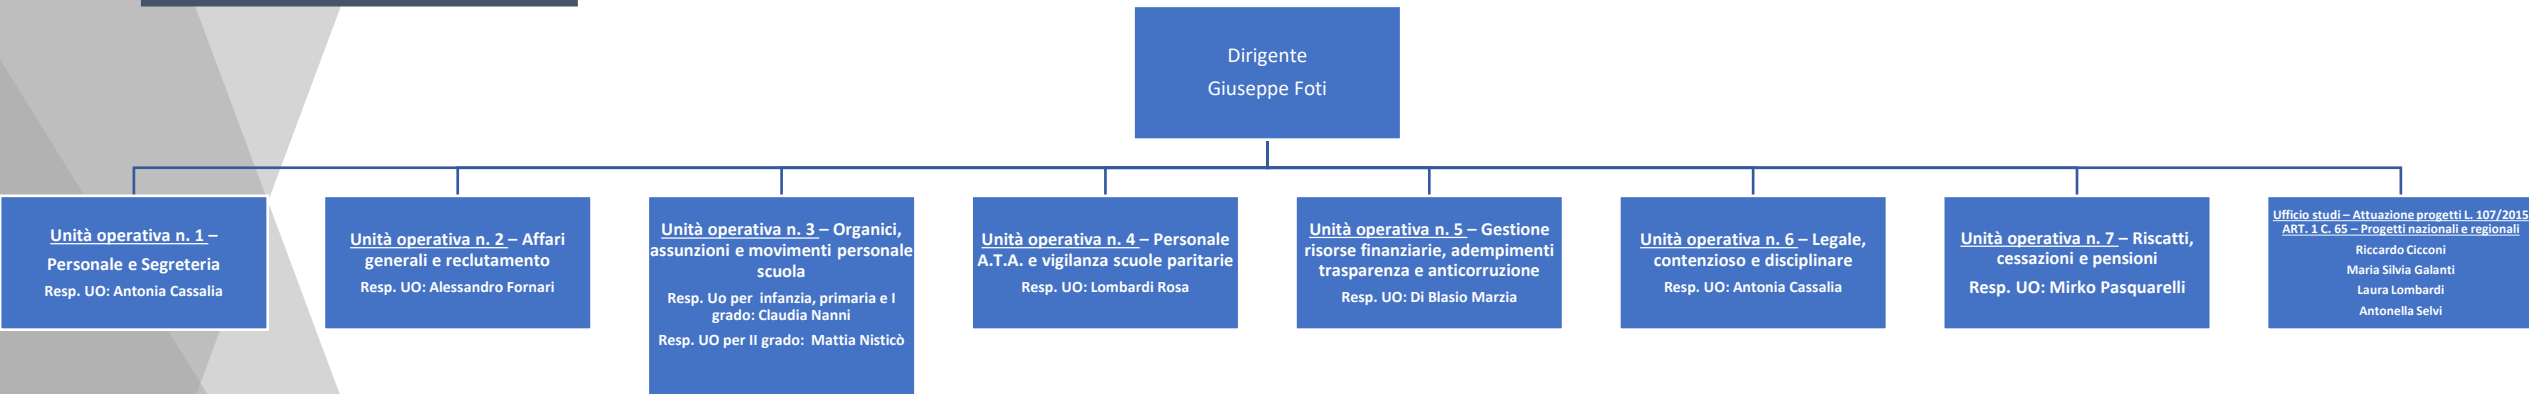 Dirigente
Giuseppe Foti
Unità operativa n. 1 –
Personale e Segreteria
Resp. UO: Antonia Cassalia
Unità operativa n. 2 – Affari
generali e reclutamento
Resp. UO: Alessandro Fornari
Unità operativa n. 3 – Organici,
assunzioni e movimenti personale
scuola
Resp. Uo per infanzia, primaria e I
grado: Claudia Nanni
Resp. UO per II grado: Mattia Nisticò
Unità operativa n. 4 – Personale
A.T.A. e vigilanza scuole paritarie
Resp. UO: Lombardi Rosa
Unità operativa n. 5 – Gestione
risorse finanziarie, adempimenti
trasparenza e anticorruzione
Resp. UO: Di Blasio Marzia
Unità operativa n. 6 – Legale,
contenzioso e disciplinare
Resp. UO: Antonia Cassalia
Unità operativa n. 7 – Riscatti,
cessazioni e pensioni
Resp. UO: Mirko Pasquarelli
Ufficio studi – Attuazione progetti L. 107/2015
ART. 1 C. 65 – Progetti nazionali e regionali
Riccardo Cicconi
Maria Silvia Galanti
Laura Lombardi
Antonella Selvi